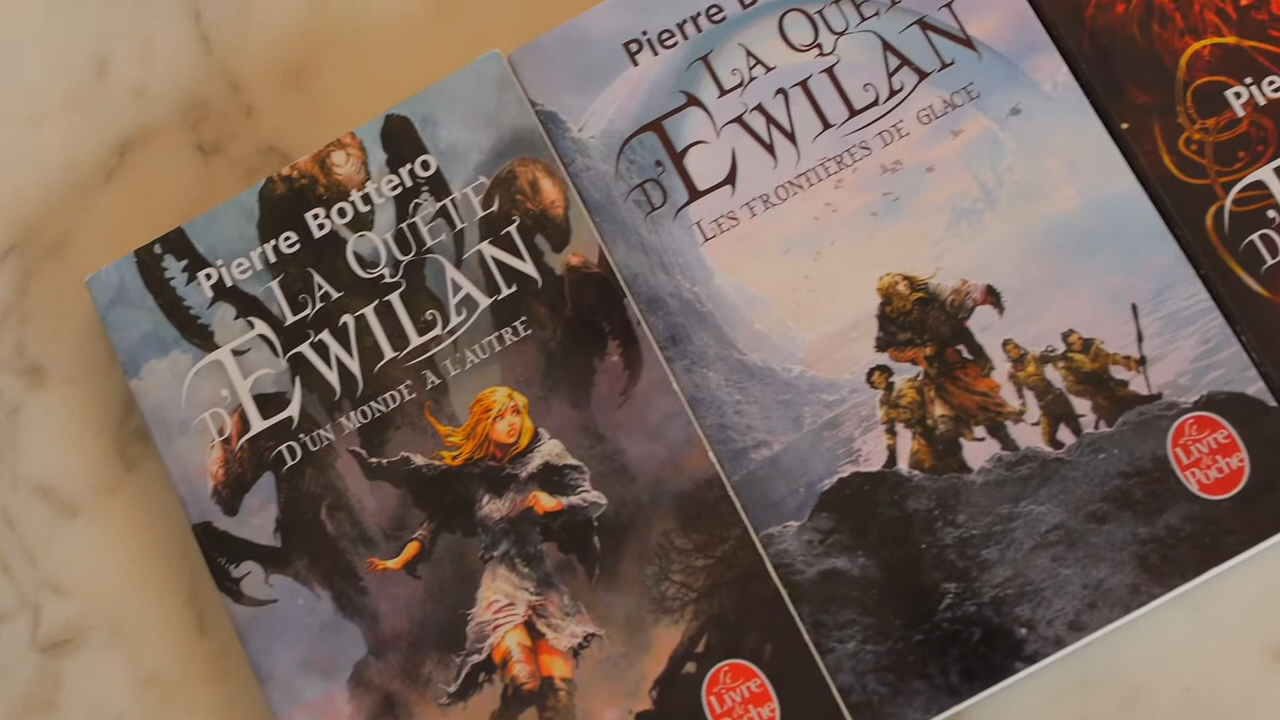 Pierre Bottero
LA QUÊTE
D'EWILAN
D'UN MONDE À L'AUTRE
Le
Livre
de
Poche
Pierre
LA QUÊTE
D'EWILAN
LES FRONTIÈRES DE GLACE
Le
Livre
de
Poche